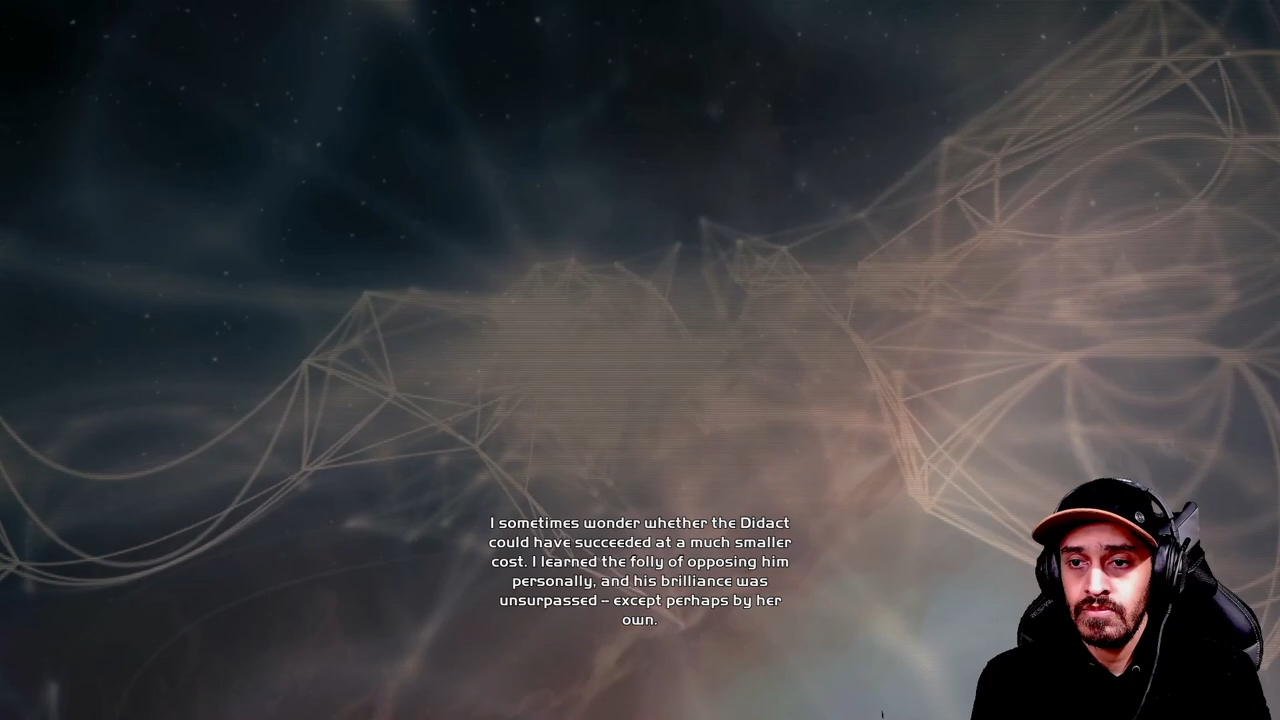 I sometimes wonder whether the Didact
could have succeeded at a much smaller
cost. I learned the folly of opposing him
personally, and his brilliance was
unsurpassed – except perhaps by her
own.